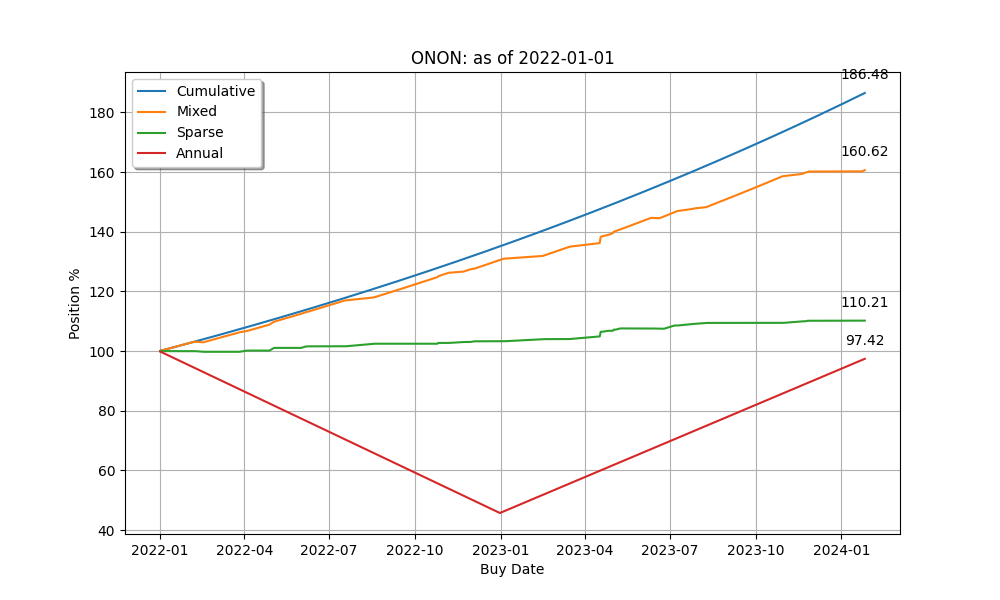 ONON: as of 2022-01-01
Cumulative
Mixed
Sparse
Annual
186.48
160.62
110.21
97.42
Position %
180
160
140
120
100
80
60
40
2022-01 2022-04 2022-07 2022-10 2023-01 2023-04 2023-07 2023-10 2024-01
Buy Date